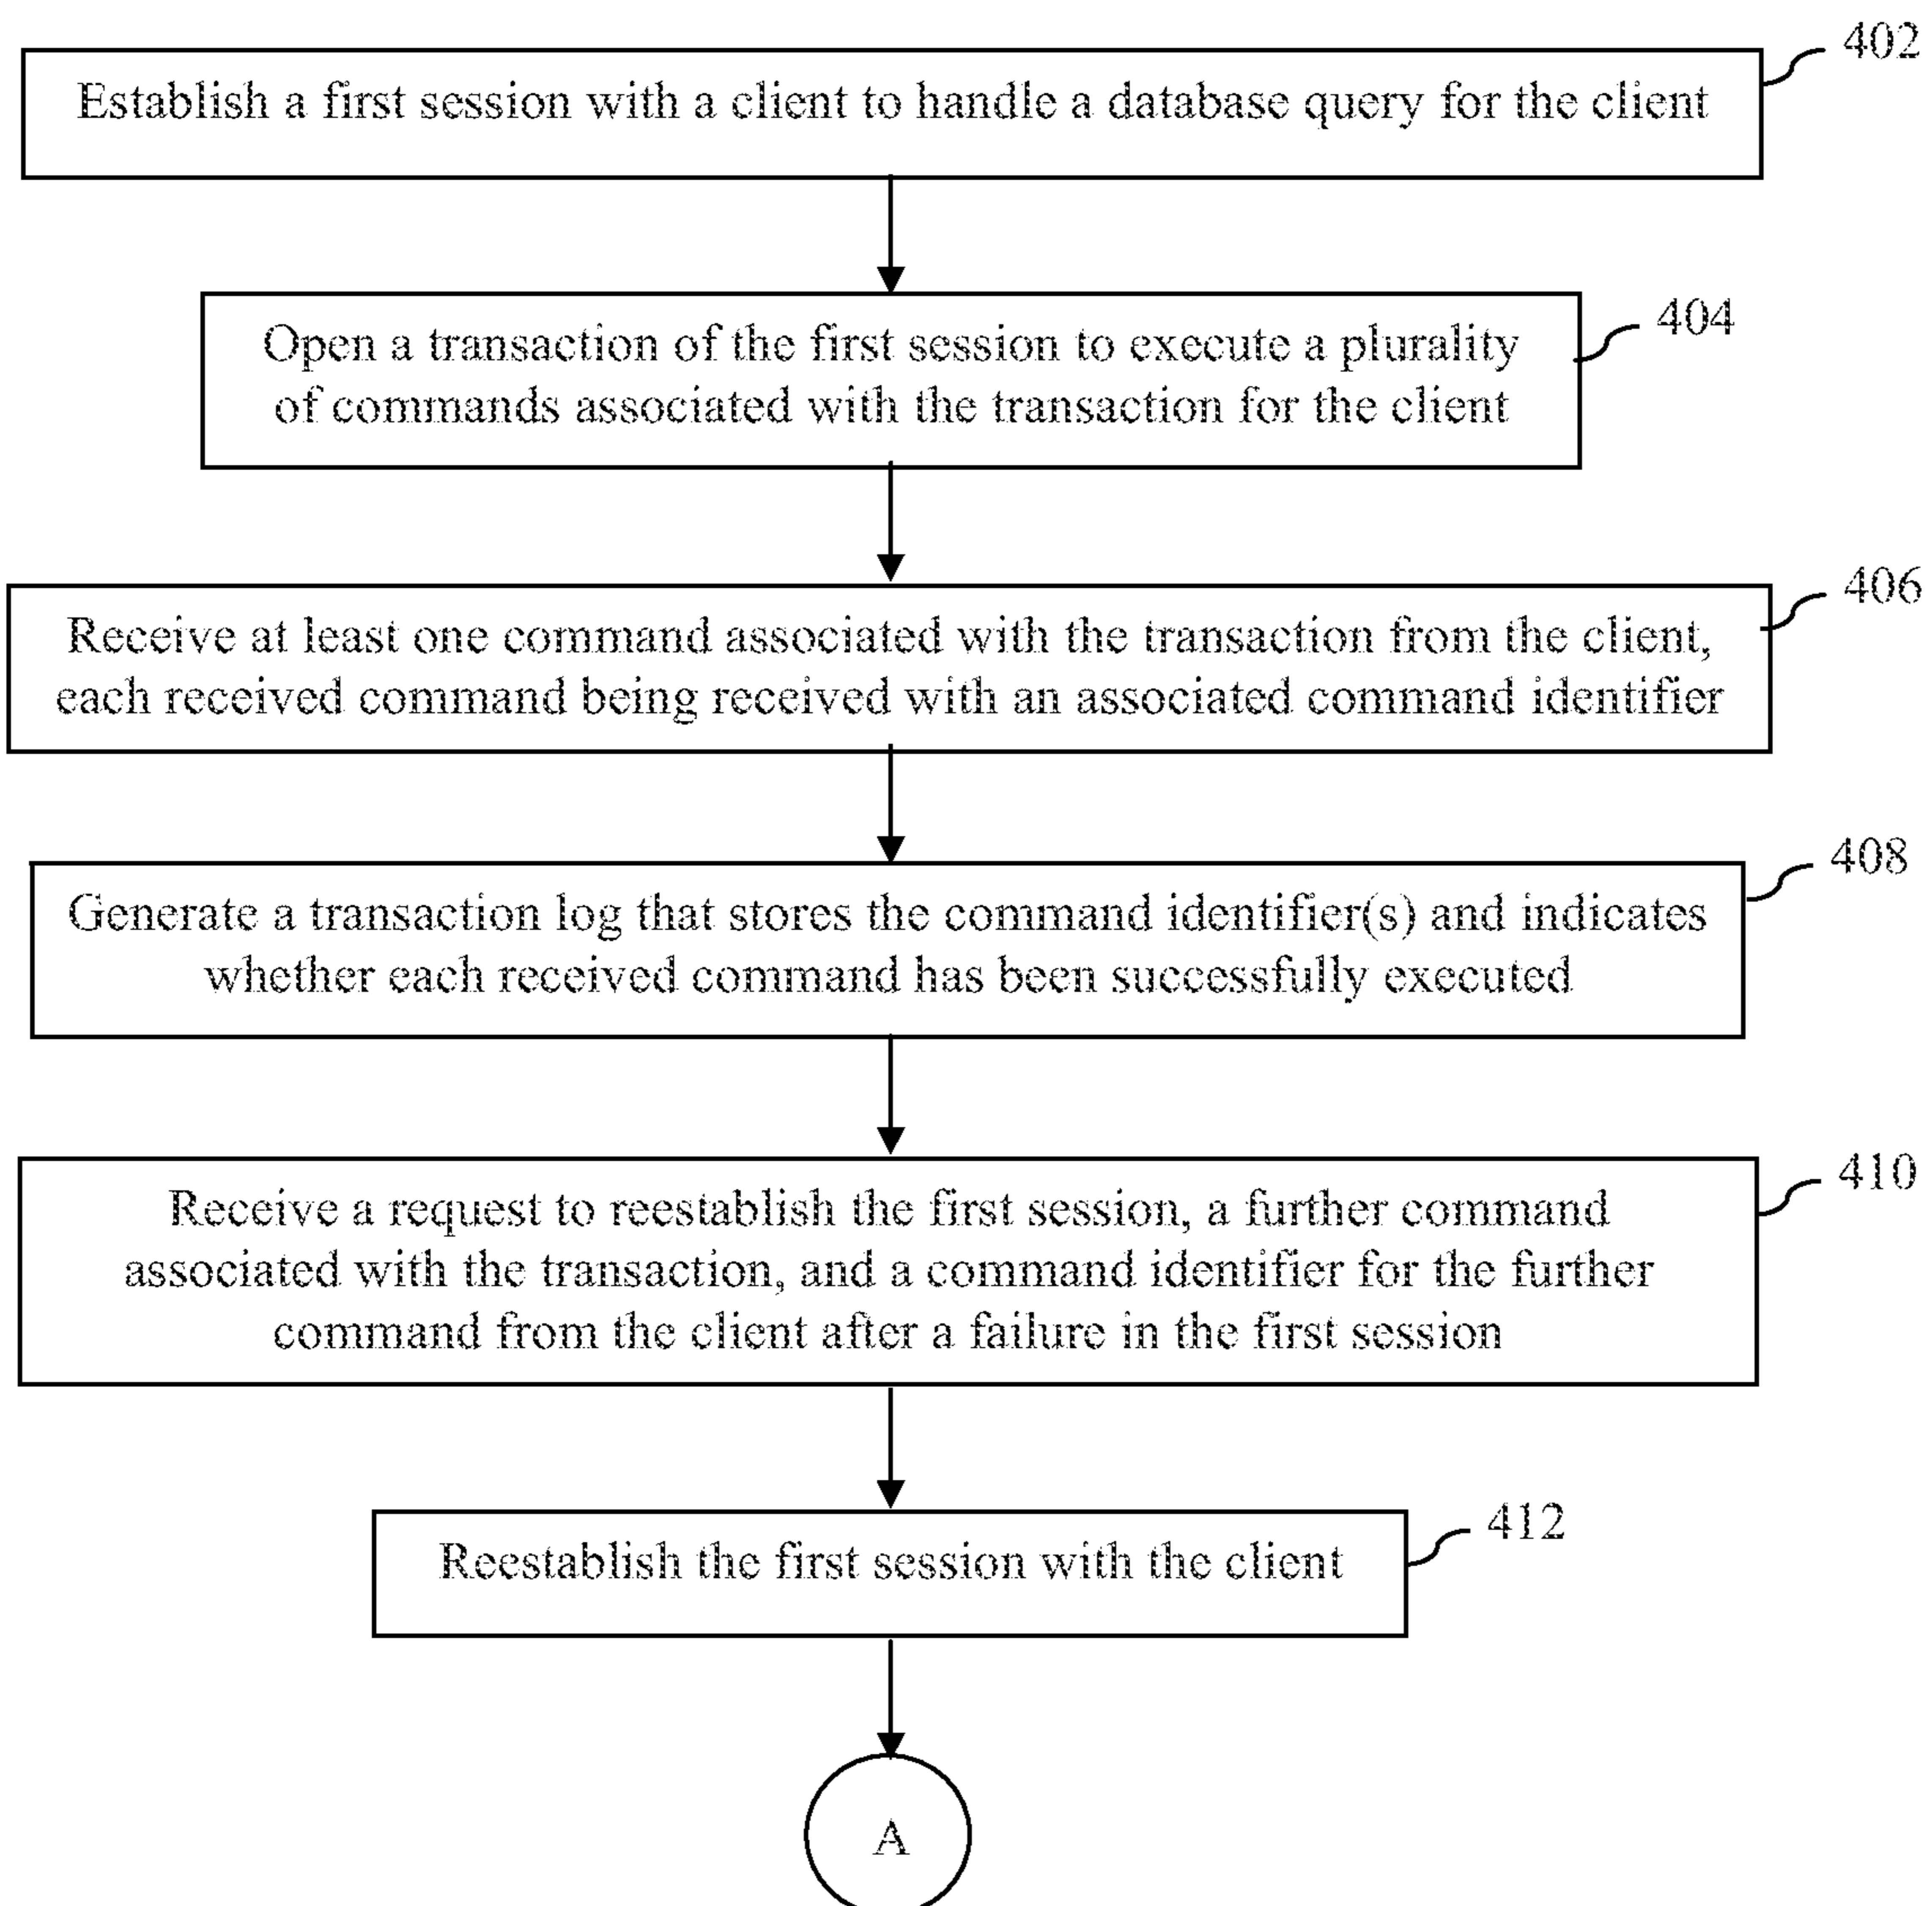 402
Establish a first session with a client to handle a database query for the client
404
Open a transaction of the first session to execute a plurality
of commands associated with the transaction for the client
406
Receive at least one command associated with the transaction from the client,
each received command being received with an associated command identifier
408
Generate a transaction log that stores the command identifier(s) and indicates
whether each received command has been successfully executed
410
Receive a request to reestablish the first session, a further command
associated with the transaction, and a command identifier for the further
command from the client after a failure in the first session
412
Reestablish the first session with the client
A